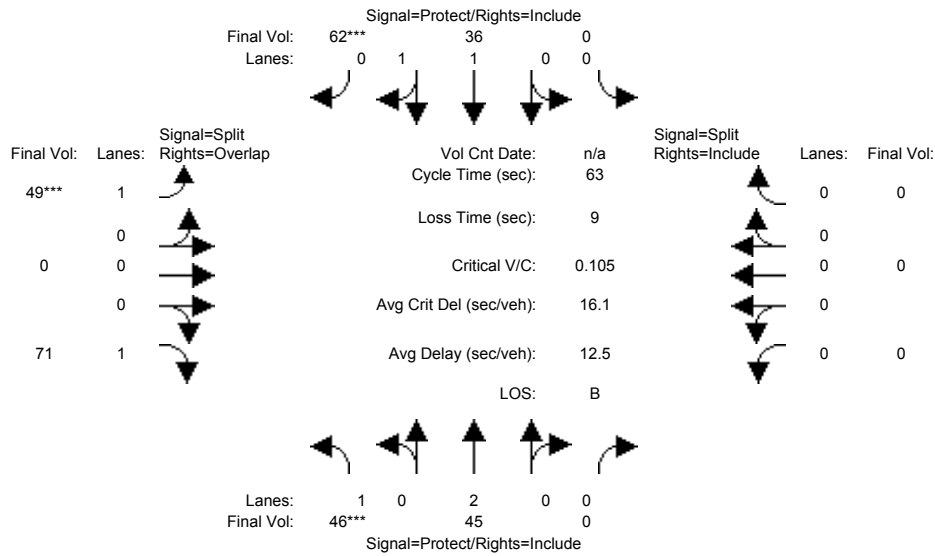 Signal=Protect/Rights=Include
Final Vol: 62*** 36 0
Lanes: 0 1 1 0 0
Signal=Split
Final Vol: Lanes: Rights=Overlap
Vol Cnt Date: n/a
Signal=Split
Rights=Include Lanes: Final Vol:
Cycle Time (sec): 63
49*** 1 0 0
Loss Time (sec): 9
0 0
0 0 Critical V/C: 0.105 0 0
0 Avg Crit Del (sec/veh): 16.1 0
71 1 Avg Delay (sec/veh): 12.5 0 0
LOS: B
Lanes: 1 0 2 0 0
Final Vol: 46*** 45 0
Signal=Protect/Rights=Include